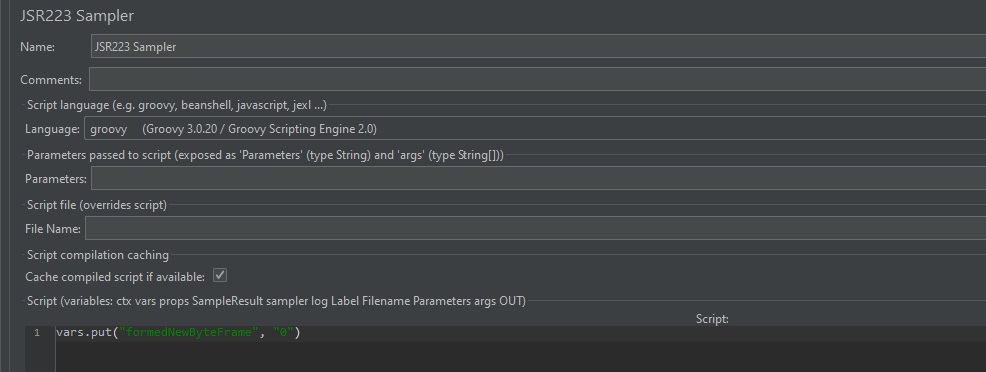 JSR223 Sampler
Name: JSR223 Sampler
Comments:
Script language (e.g. groovy, beanshell, javascript, jexl ...)
Language: groovy (Groovy 3.0.20 / Groovy Scripting Engine 2.0)
Parameters passed to script (exposed as 'Parameters' (type String) and 'args' (type String[]))
Parameters:
Script file (overrides script)
File Name:
Script compilation caching
Cache compiled script if available:
Script (variables: ctx vars props SampleResult sampler log Label Filename Parameters args OUT)
Script:
1 vars.put("formedNewByteFrame", "0")